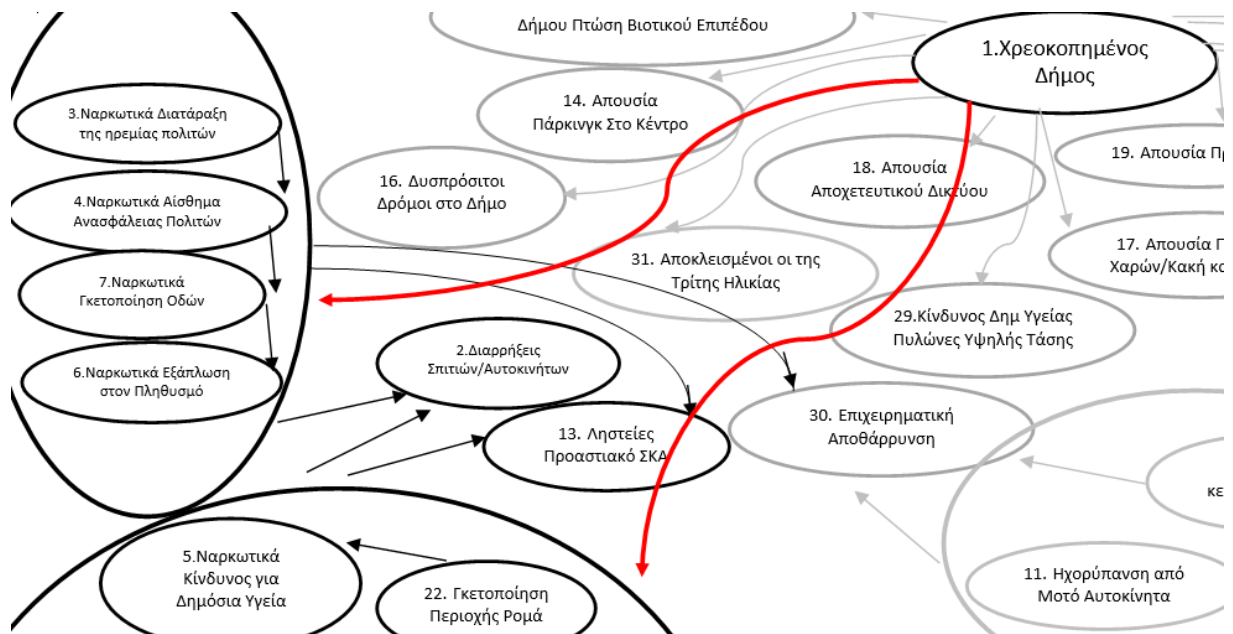 Δήμου Πτώση Βιοτικού Επιπέδου
1.Χρεοκοπημένος
Δήμος
3.Ναρκωτικά Διατάραξη
της ηρεμίας πολιτών
14. Απουσία
Πάρκινγκ Στο Κέντρο
19. Απουσία
18. Απουσία
Αποχετευτικού Δικτύου
16. Δυσπρόσιτοι
Δρόμοι στο Δήμο
4.Ναρκωτικά Αίσθημα
Ανασφάλειας Πολιτών
17. Απουσία
Χαρών/Κακή
31. Αποκλεισμένοι οι της
Τρίτης Ηλικίας
7.Ναρκωτικά
Γκετοποίηση Οδών
29.Κίνδυνος Δημ Υγείας
Πυλώνες Υψηλής Τάσης
2.Διαρρήξεις
Σπιτιών/Αυτοκινήτων
6.Ναρκωτικά Εξάπλωση
στον Πληθυσμό
13. Ληστείες
Προαστιακό ΣΚΑ
30. Επιχειρηματική
Αποθάρρυνση
5.Ναρκωτικά
Κίνδυνος για
Δημόσια Υγεία
22. Γκετοποίηση
Περιοχής Ρομά
11. Ηχορύπανση από
Μοτό Αυτοκίνητα